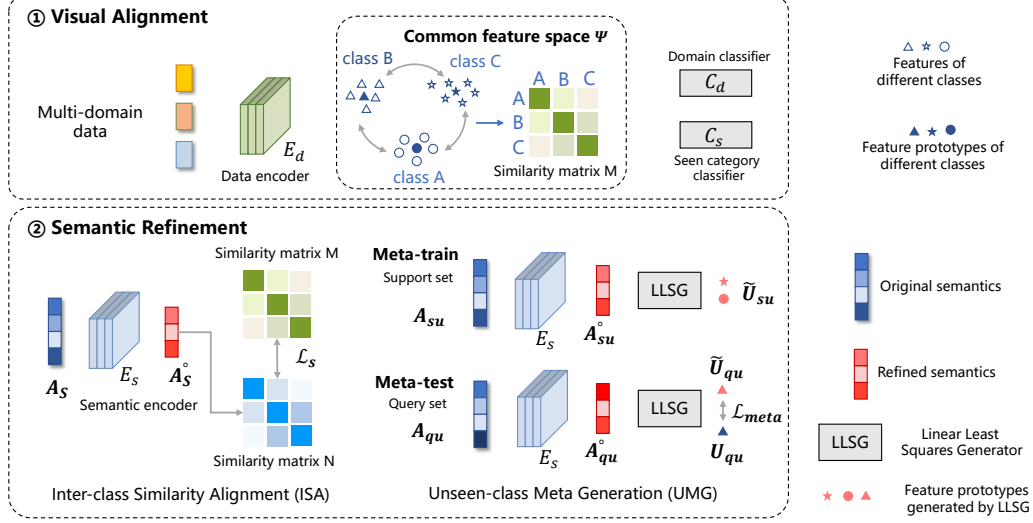 ① Visual Alignment
Multi-domain
data
E_d
Data encoder
Common feature space Ψ
class B
class C
class A
A B C
A
B
C
Similarity matrix M
Domain classifier
C_d
C_s
Seen category
classifier
Features of
different classes
Feature prototypes of
different classes
② Semantic Refinement
A_S
E_s
Semantic encoder
A°_S
Similarity matrix M
ℒ_s
Similarity matrix N
Inter-class Similarity Alignment (ISA)
Meta-train
Support set
A_su
E_s
A°_su
LLSG
Ũ_su
Meta-test
Query set
A_qu
E_s
A°_qu
LLSG
Ũ_qu
ℒ_meta
U_qu
Unseen-class Meta Generation (UMG)
Original semantics
Refined semantics
LLSG
Linear Least
Squares Generator
Feature prototypes
generated by LLSG